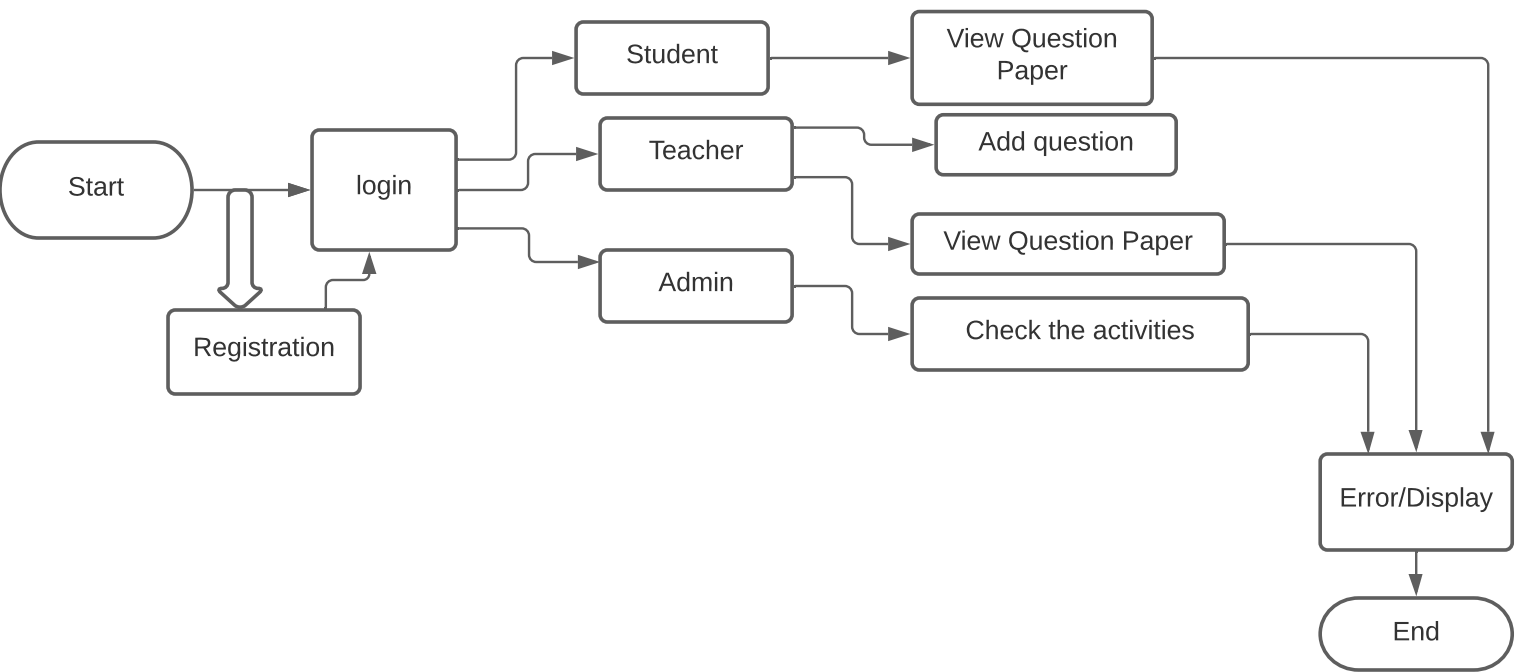 Start
login
Registration
Student
Teacher
Admin
View Question
Paper
Add question
View Question Paper
Check the activities
Error/Display
End